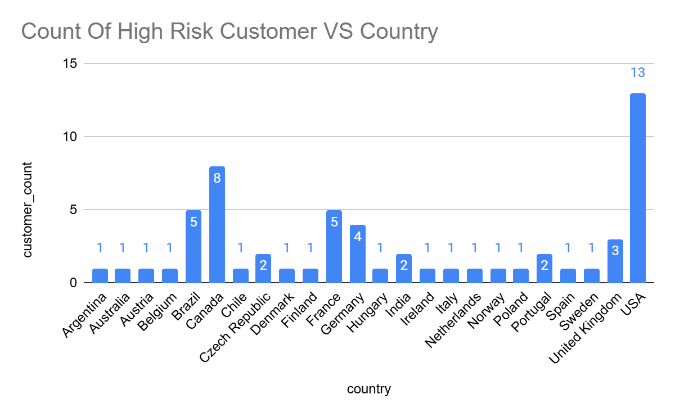 Count Of High Risk Customer VS Country
customer_count
15
10
5
0
1
1
1
1
5
8
1
2
1
1
5
4
1
2
1
1
1
1
1
2
1
1
3
13
Argentina
Australia
Austria
Belgium
Brazil
Canada
Chile
Czech Republic
Denmark
Finland
France
Germany
Hungary
India
Ireland
Italy
Netherlands
Norway
Poland
Portugal
Spain
Sweden
United Kingdom
USA
country